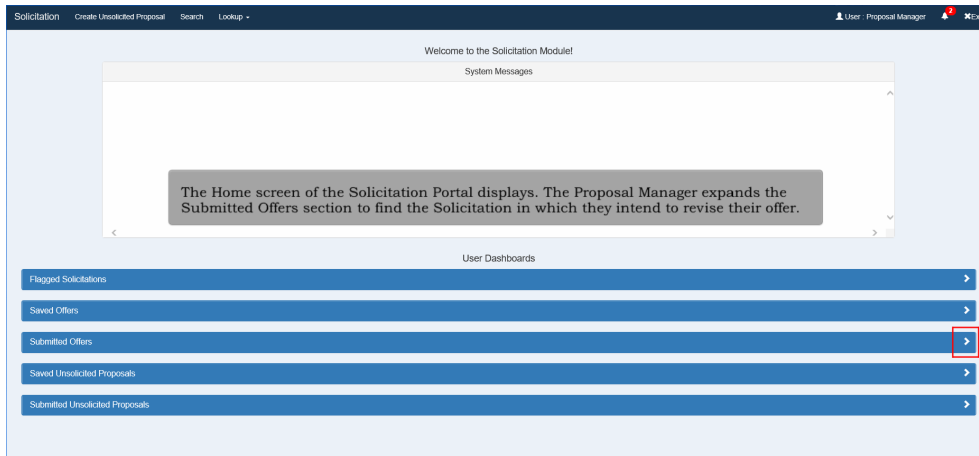 Solicitation Create Unsolicited Proposal Search Lookup User : Proposal Manager 2
Welcome to the Solicitation Module!
System Messages
The Home screen of the Solicitation Portal displays. The Proposal Manager expands the
Submitted Offers section to find the Solicitation in which they intend to revise their offer.
User Dashboards
Flagged Solicitations
Saved Offers
Submitted Offers
Saved Unsolicited Proposals
Submitted Unsolicited Proposals